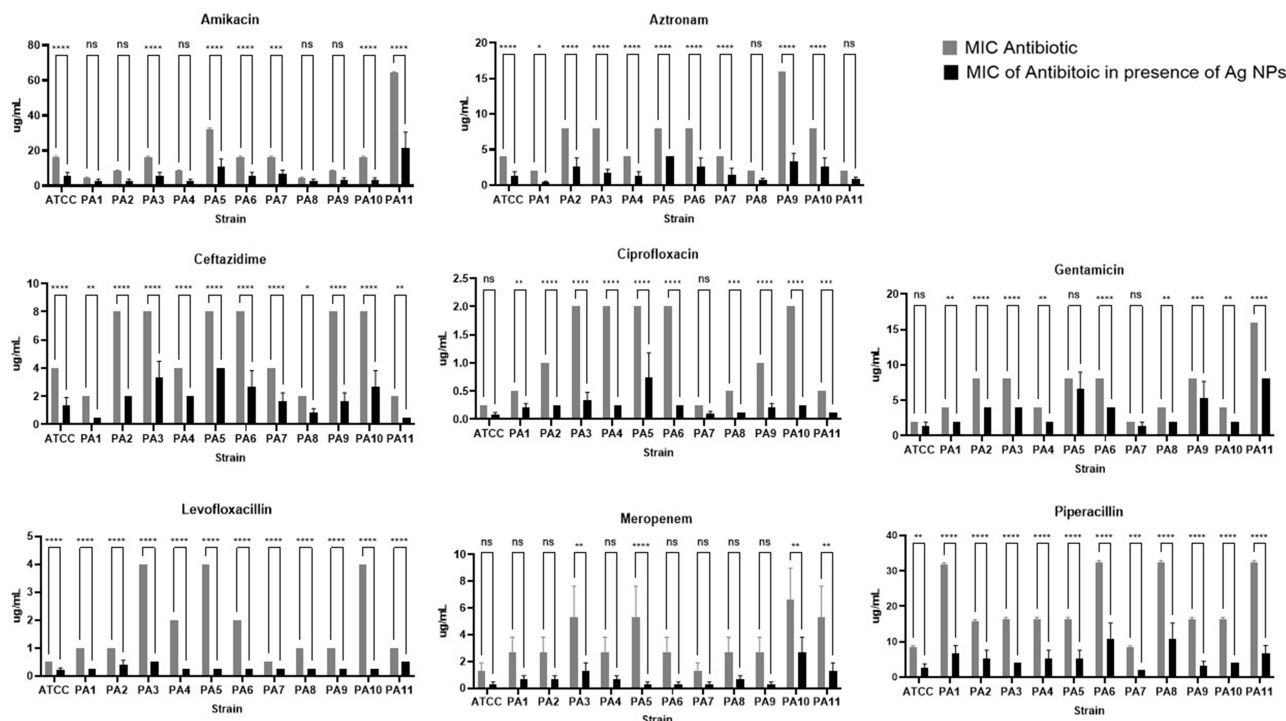 Amikacin
**** ns ns **** ns **** **** *** ns ns **** ****
80
60
40
20
0
ug/mL
ATCC PA1 PA2 PA3 PA4 PA5 PA6 PA7 PA8 PA9 PA10 PA11
Strain
Aztronam
**** * **** **** **** **** **** **** ns **** **** ns
20
15
10
5
0
ug/mL
ATCC PA1 PA2 PA3 PA4 PA5 PA6 PA7 PA8 PA9 PA10 PA11
Strain
MIC Antibiotic
MIC of Antibitoic in presence of Ag NPs
Ceftazidime
**** ** **** **** **** **** **** **** * **** **** **
10
8
6
4
2
0
ug/mL
ATCC PA1 PA2 PA3 PA4 PA5 PA6 PA7 PA8 PA9 PA10 PA11
Strain
Ciprofloxacin
ns ** **** **** **** **** **** ns *** **** **** ***
2.5
2.0
1.5
1.0
0.5
0.0
ug/mL
ATCC PA1 PA2 PA3 PA4 PA5 PA6 PA7 PA8 PA9 PA10 PA11
Strain
Gentamicin
ns ** **** **** ** ns **** ns ** *** ** ****
20
15
10
5
0
ug/mL
ATCC PA1 PA2 PA3 PA4 PA5 PA6 PA7 PA8 PA9 PA10 PA11
Strain
Levofloxacillin
**** **** **** **** **** **** **** **** **** **** **** ****
5
4
3
2
1
0
ug/mL
ATCC PA1 PA2 PA3 PA4 PA5 PA6 PA7 PA8 PA9 PA10 PA11
Strain
Meropenem
ns ns ns ** ns **** ns ns ns ns ** **
10
8
6
4
2
0
ug/mL
ATCC PA1 PA2 PA3 PA4 PA5 PA6 PA7 PA8 PA9 PA10 PA11
Strain
Piperacillin
** **** **** **** **** **** **** *** **** **** **** ****
40
30
20
10
0
ug/mL
ATCC PA1 PA2 PA3 PA4 PA5 PA6 PA7 PA8 PA9 PA10 PA11
Strain